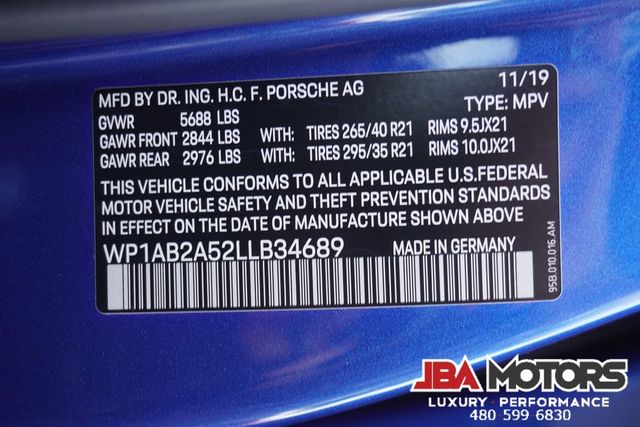 MFD BY DR. ING. H.C. F. PORSCHE AG 11/19
GVWR 5688 LBS TYPE: MPV
GAWR FRONT 2844 LBS WITH: TIRES 265/40 R21 RIMS 9.5JX21
GAWR REAR 2976 LBS WITH: TIRES 295/35 R21 RIMS 10.0JX21
THIS VEHICLE CONFORMS TO ALL APPLICABLE U.S.FEDERAL
MOTOR VEHICLE SAFETY AND THEFT PREVENTION STANDARDS
IN EFFECT ON THE DATE OF MANUFACTURE SHOWN ABOVE
WP1AB2A52LLB34689 MADE IN GERMANY
95B.010.016.AM
JBA MOTORS
LUXURY · PERFORMANCE
480 599 6830